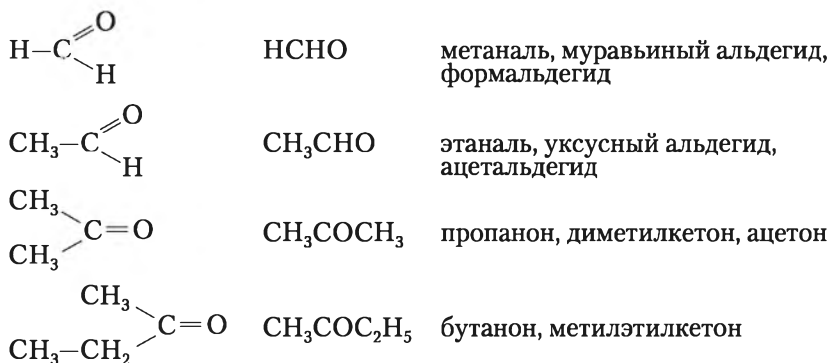 H—C=O
H
HCHO
метаналь, муравьиный альдегид,
формальдегид
CH₃—C=O
H
CH₃CHO
этаналь, уксусный альдегид,
ацетальдегид
CH₃
C=O
CH₃
CH₃COCH₃
пропанон, диметилкетон, ацетон
CH₃
C=O
CH₃—CH₂
CH₃COC₂H₅
бутанон, метилэтилкетон